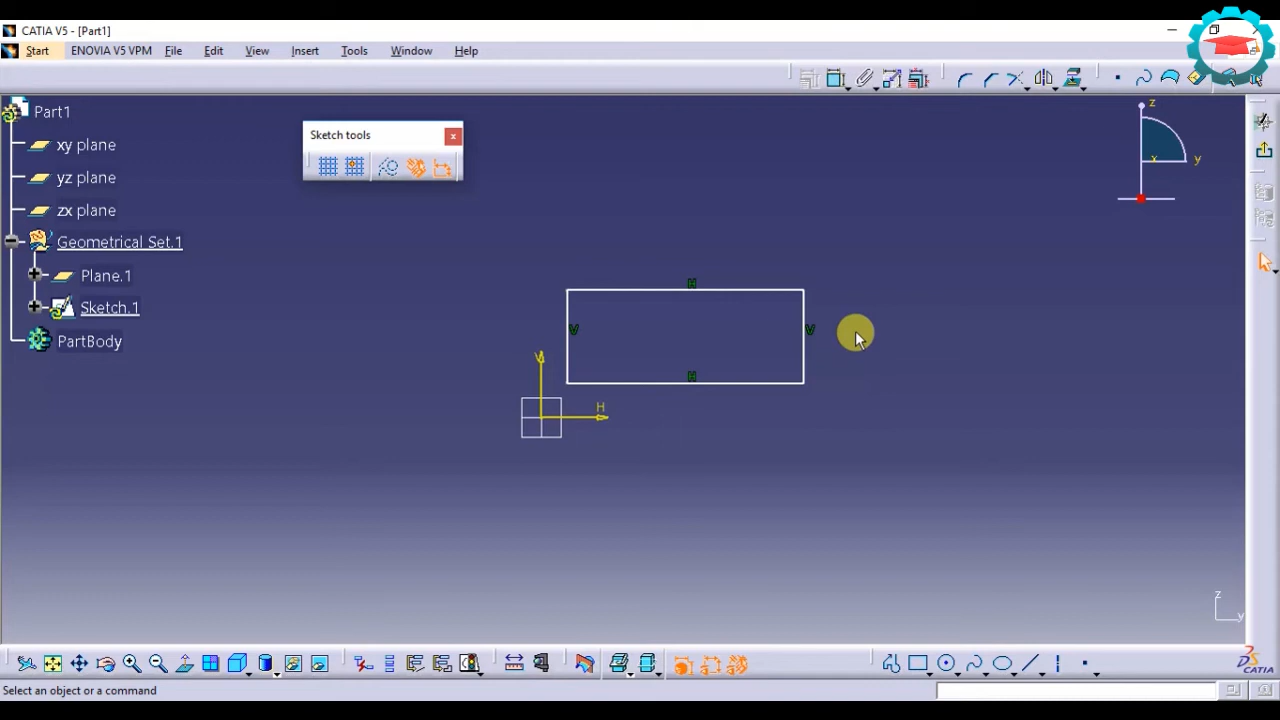 CATIA V5 - [Part1]
Start ENOVIA V5 VPM File Edit View Insert Tools Window Help
Part1
xy plane
yz plane
zx plane
Geometrical Set.1
Plane.1
Sketch.1
PartBody
Sketch tools
z
x y
H
V V
H
V
H
z
y
CATIA
Select an object or a command